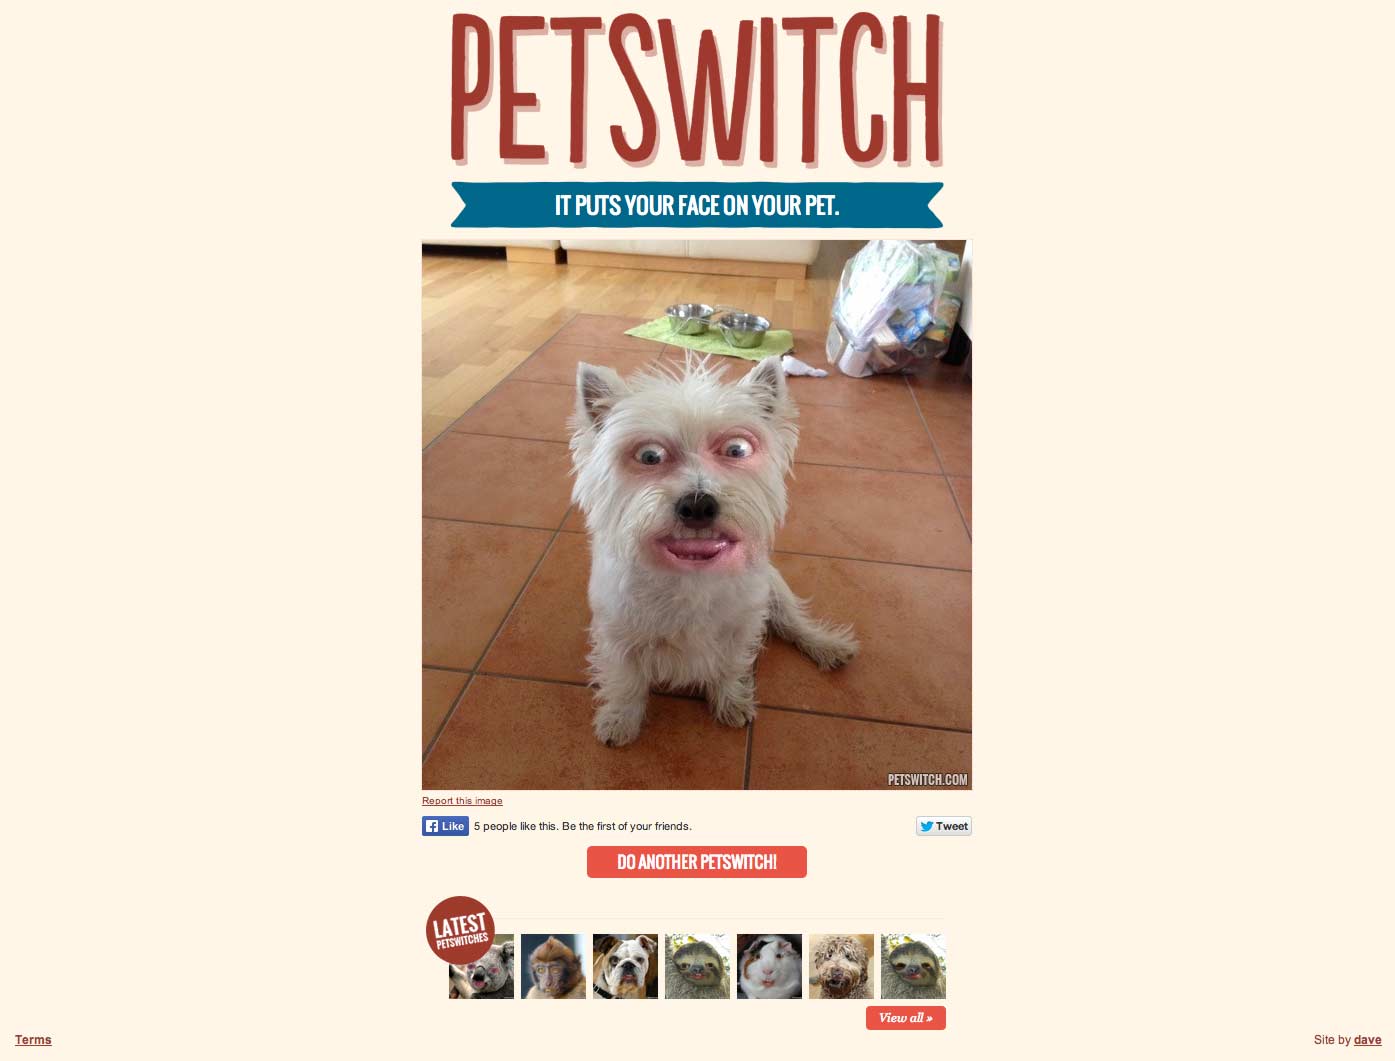 PETSWITCH
IT PUTS YOUR FACE ON YOUR PET.
PETSWITCH.COM
Report this image
Like 5 people like this. Be the first of your friends.
Tweet
DO ANOTHER PETSWITCH!
LATEST
PETSWITCHES
View all »
Terms
Site by dave